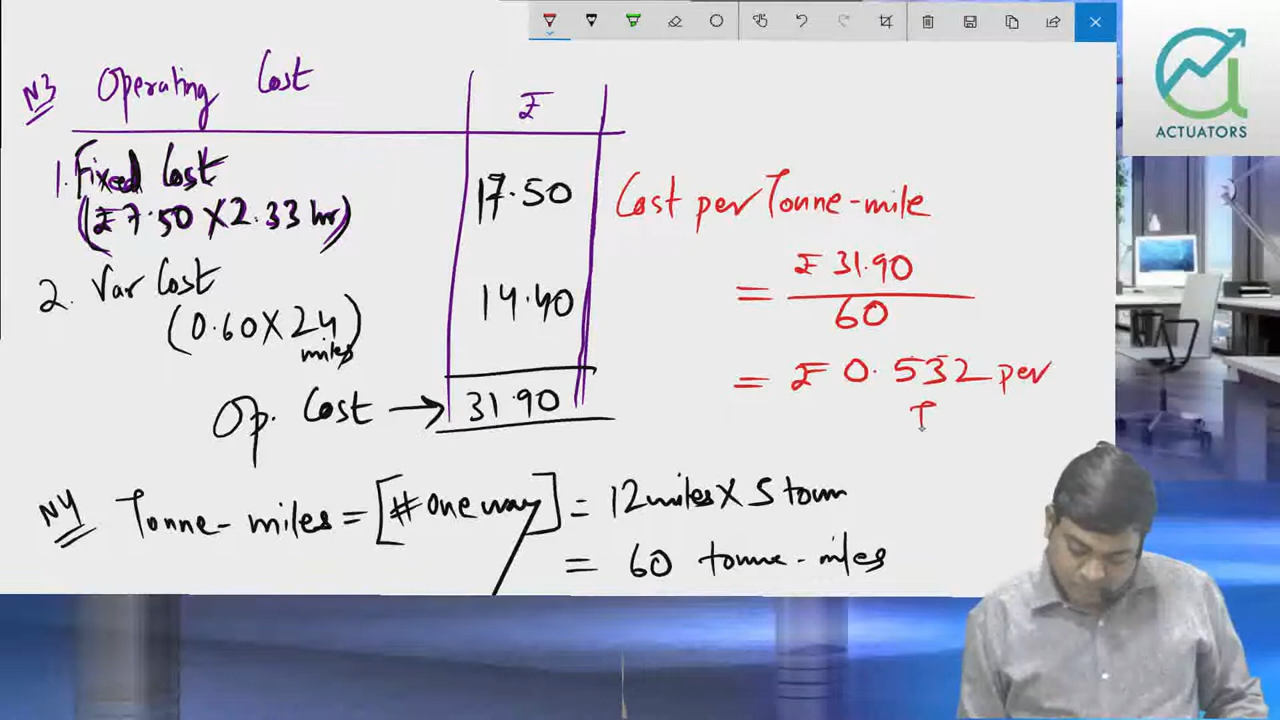 N3 Operating Cost
₹
1. Fixed Cost
(₹7.50 X 2.33 hr)
17.50
2. Var Cost
(0.60 X 24 miles)
14.40
Op. Cost → 31.90
Cost per Tonne-mile
= ₹ 31.90 / 60
= ₹ 0.532 per
T
N4 Tonne-miles = [# One way] = 12 miles X 5 tonn
= 60 tonne-miles
ACTUATORS